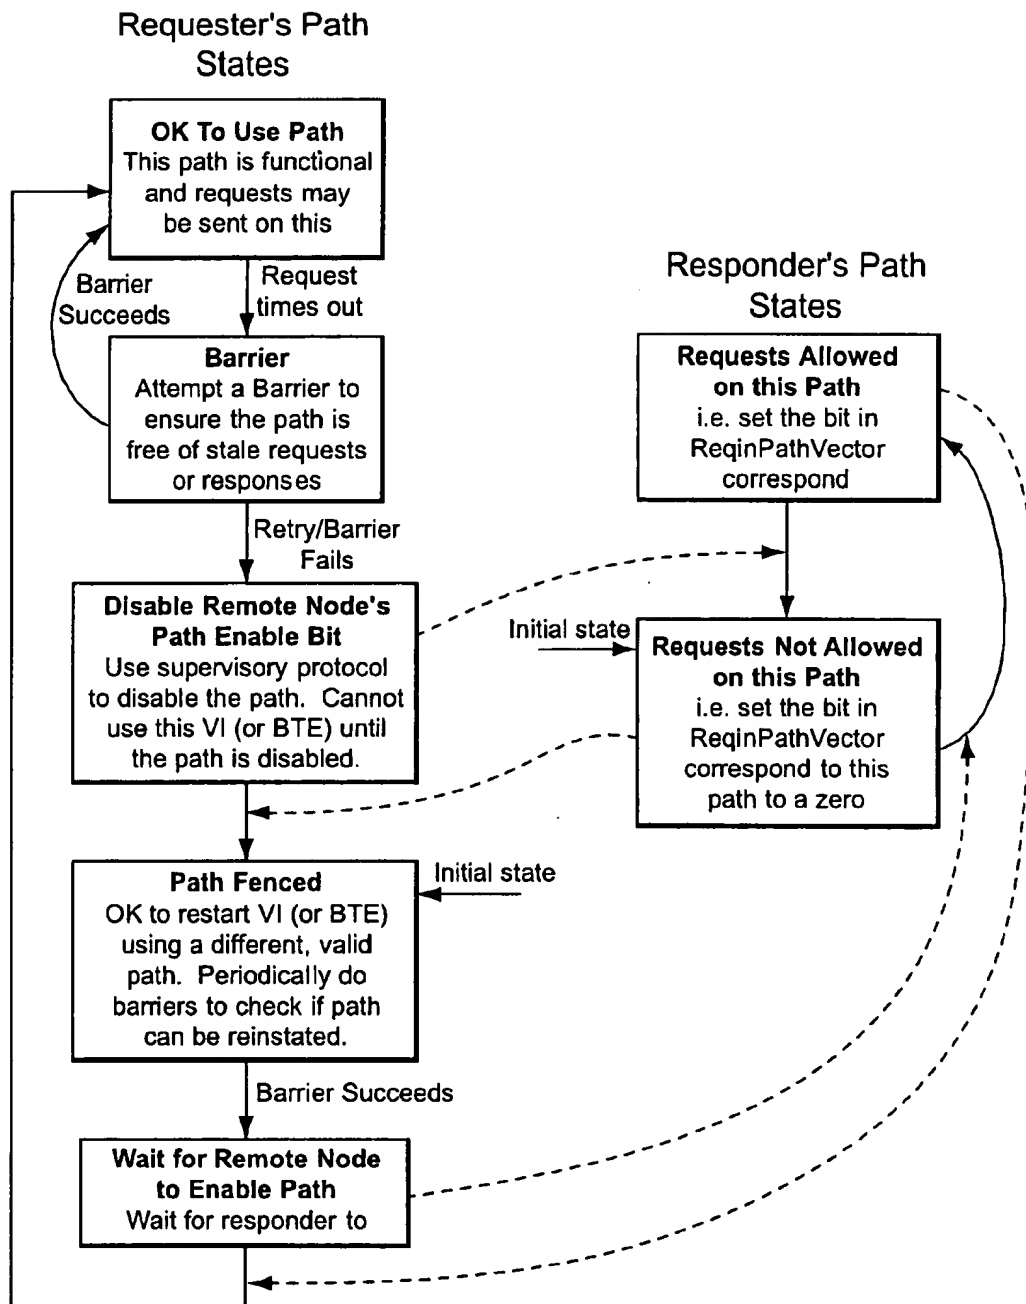 Requester's Path
States
OK To Use Path
This path is functional
and requests may
be sent on this
Barrier
Succeeds
Request
times out
Barrier
Attempt a Barrier to
ensure the path is
free of stale requests
or responses
Retry/Barrier
Fails
Disable Remote Node's
Path Enable Bit
Use supervisory protocol
to disable the path. Cannot
use this VI (or BTE) until
the path is disabled.
Path Fenced
OK to restart VI (or BTE)
using a different, valid
path. Periodically do
barriers to check if path
can be reinstated.
Initial state
Barrier Succeeds
Wait for Remote Node
to Enable Path
Wait for responder to
Responder's Path
States
Requests Allowed
on this Path
i.e. set the bit in
ReqinPathVector
correspond
Initial state
Requests Not Allowed
on this Path
i.e. set the bit in
ReqinPathVector
correspond to this
path to a zero